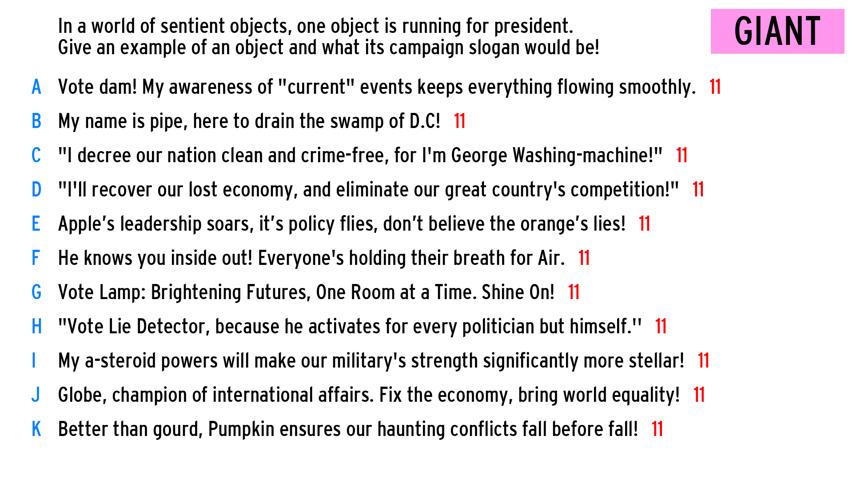 In a world of sentient objects, one object is running for president.
Give an example of an object and what its campaign slogan would be!
GIANT
A Vote dam! My awareness of "current" events keeps everything flowing smoothly. 11
B My name is pipe, here to drain the swamp of D.C! 11
C "I decree our nation clean and crime-free, for I'm George Washing-machine!" 11
D "I'll recover our lost economy, and eliminate our great country's competition!" 11
E Apple’s leadership soars, it’s policy flies, don’t believe the orange’s lies! 11
F He knows you inside out! Everyone's holding their breath for Air. 11
G Vote Lamp: Brightening Futures, One Room at a Time. Shine On! 11
H "Vote Lie Detector, because he activates for every politician but himself.'' 11
I My a-steroid powers will make our military's strength significantly more stellar! 11
J Globe, champion of international affairs. Fix the economy, bring world equality! 11
K Better than gourd, Pumpkin ensures our haunting conflicts fall before fall! 11